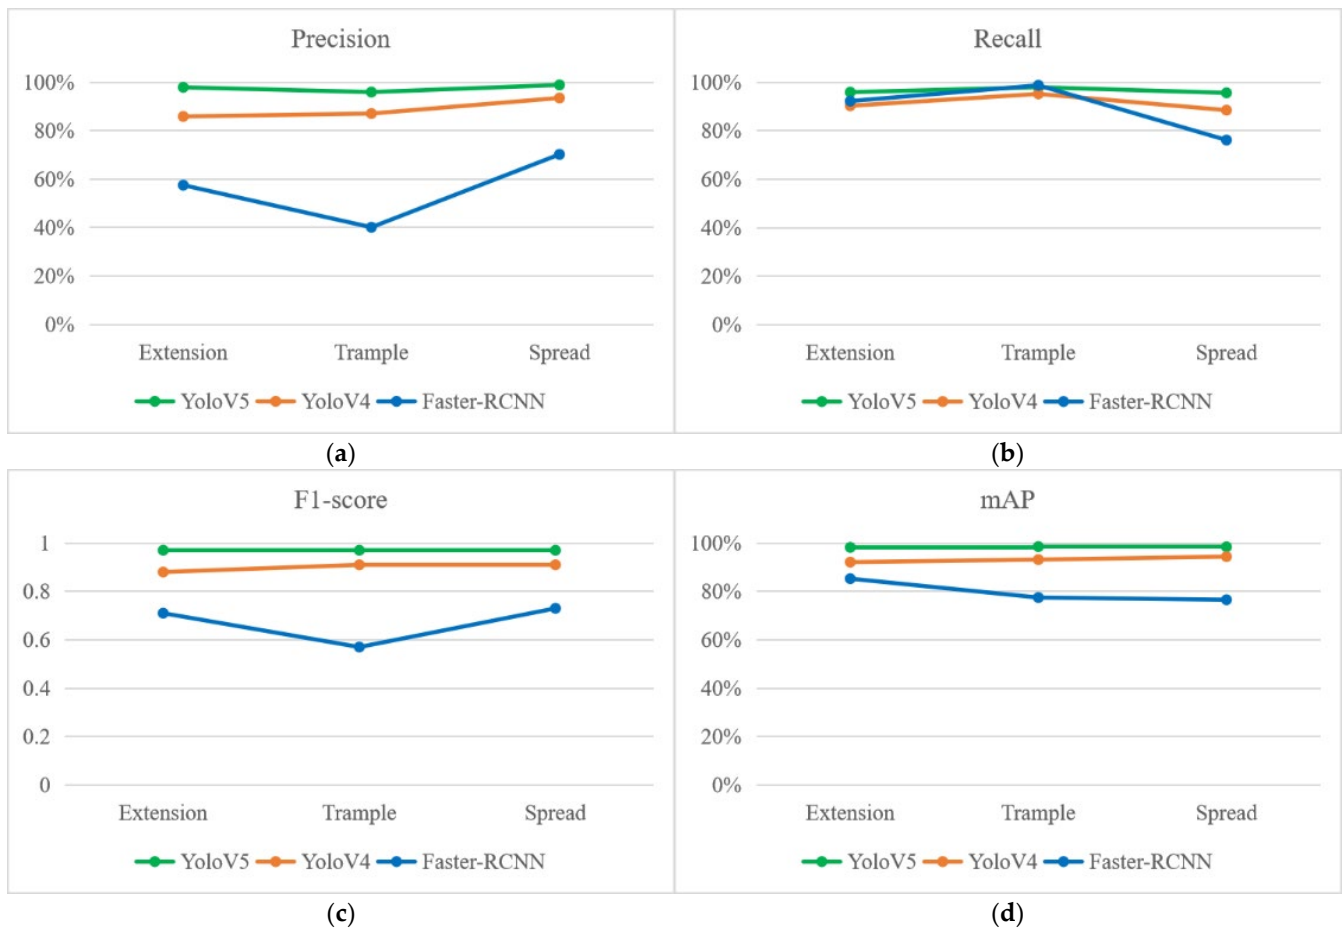 Precision
100%
80%
60%
40%
20%
0%
Extension Trample Spread
YoloV5 YoloV4 Faster-RCNN
(a)
Recall
100%
80%
60%
40%
20%
0%
Extension Trample Spread
YoloV5 YoloV4 Faster-RCNN
(b)
F1-score
1
0.8
0.6
0.4
0.2
0
Extension Trample Spread
YoloV5 YoloV4 Faster-RCNN
(c)
mAP
100%
80%
60%
40%
20%
0%
Extension Trample Spread
YoloV5 YoloV4 Faster-RCNN
(d)